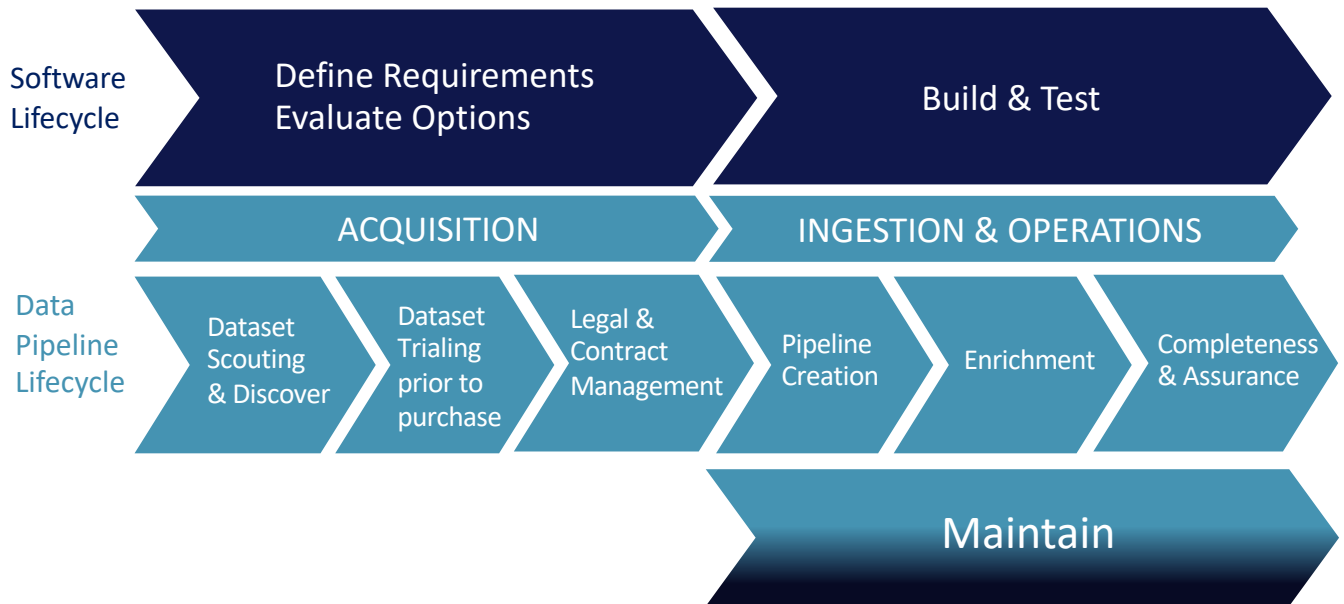 Software
Lifecycle
Define Requirements
Evaluate Options
Build & Test
ACQUISITION
INGESTION & OPERATIONS
Data
Pipeline
Lifecycle
Dataset
Scouting
& Discover
Dataset
Trialing
prior to
purchase
Legal &
Contract
Management
Pipeline
Creation
Enrichment
Completeness
& Assurance
Maintain